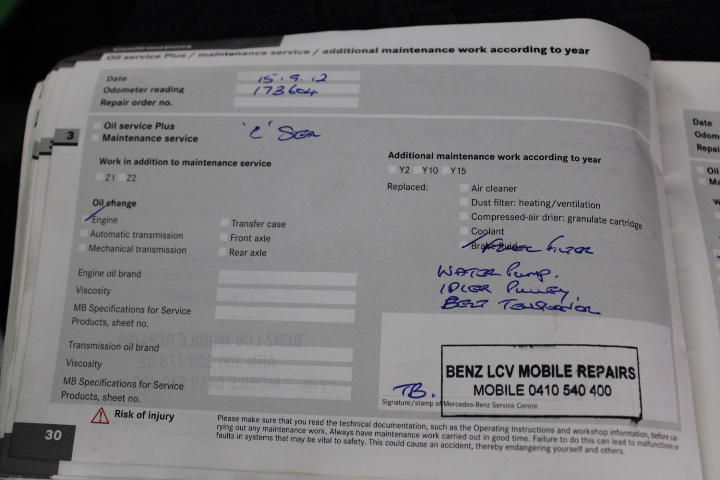 Confirmations
Oil service Plus / maintenance service / additional maintenance work according to year
Date 15.9.12
Odometer reading 173604
Repair order no.
3
Oil service Plus
Maintenance service
'C' Ser
Work in addition to maintenance service
Z1 Z2
Oil change
Engine
Automatic transmission
Mechanical transmission
Transfer case
Front axle
Rear axle
Engine oil brand
Viscosity
MB Specifications for Service
Products, sheet no.
Transmission oil brand
Viscosity
MB Specifications for Service
Products, sheet no.
Additional maintenance work according to year
Y2 Y10 Y15
Replaced:
Air cleaner
Dust filter: heating/ventilation
Compressed-air drier: granulate cartridge
Coolant
Brake fluid
Fuel Filter
Water Pump.
Idler Pulley
Belt Tensioner
TB.
BENZ LCV MOBILE REPAIRS
MOBILE 0410 540 400
Signature/stamp of Mercedes-Benz Service Centre
Risk of injury
Please make sure that you read the technical documentation, such as the Operating Instructions and workshop information, before ca-
rying out any maintenance work. Always have maintenance work carried out in good time. Failure to do this can lead to malfunctions
faults in systems that may be vital to safety. This could cause an accident, thereby endangering yourself and others.
30
Date
Odom
Repai
Oil